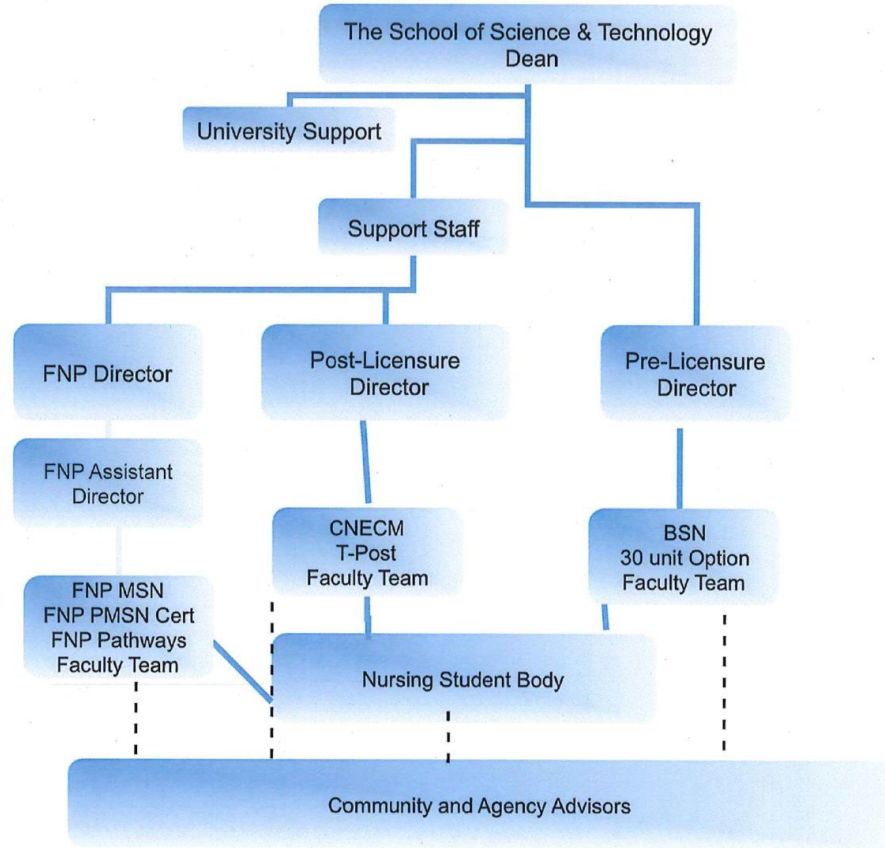 The School of Science & Technology
Dean
University Support
Support Staff
FNP Director
Post-Licensure
Director
Pre-Licensure
Director
FNP Assistant
Director
CNECM
T-Post
Faculty Team
BSN
30 unit Option
Faculty Team
FNP MSN
FNP PMSN Cert
FNP Pathways
Faculty Team
Nursing Student Body
Community and Agency Advisors